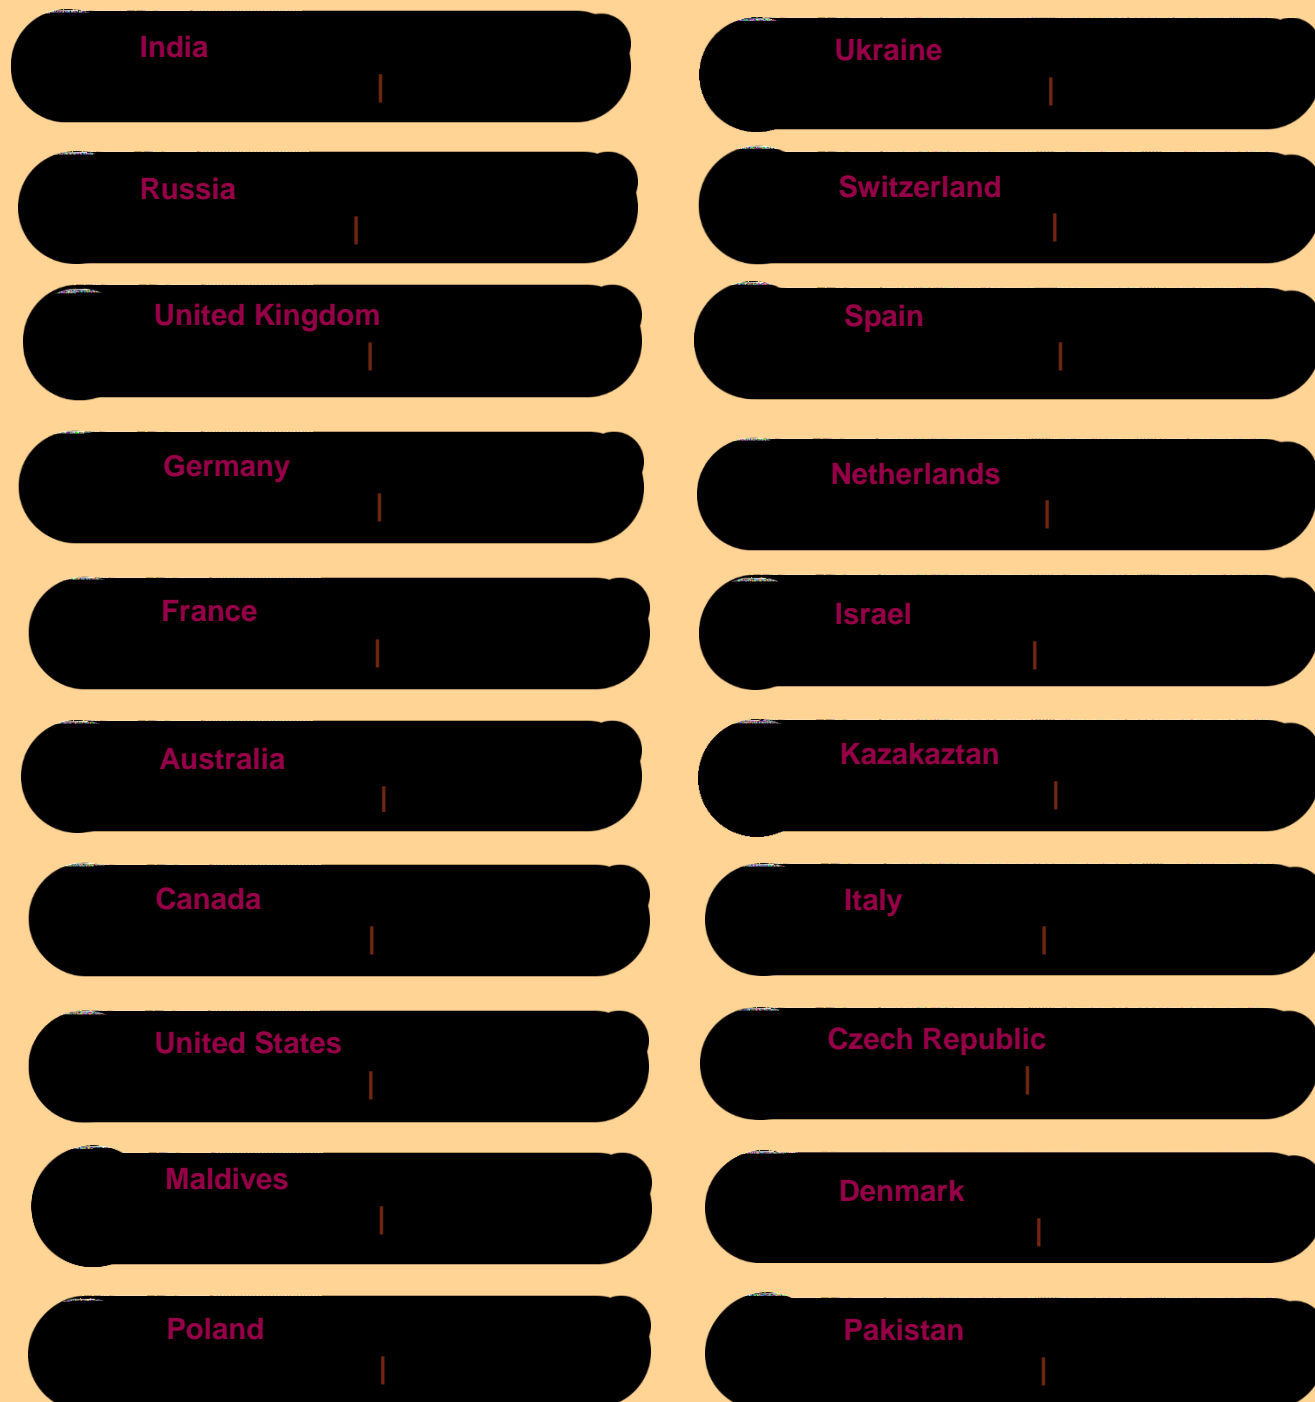 India
|
Ukraine
|
Russia
|
Switzerland
|
United Kingdom
|
Spain
|
Germany
|
Netherlands
|
France
|
Israel
|
Australia
|
Kazakaztan
|
Canada
|
Italy
|
United States
|
Czech Republic
|
Maldives
|
Denmark
|
Poland
|
Pakistan
|